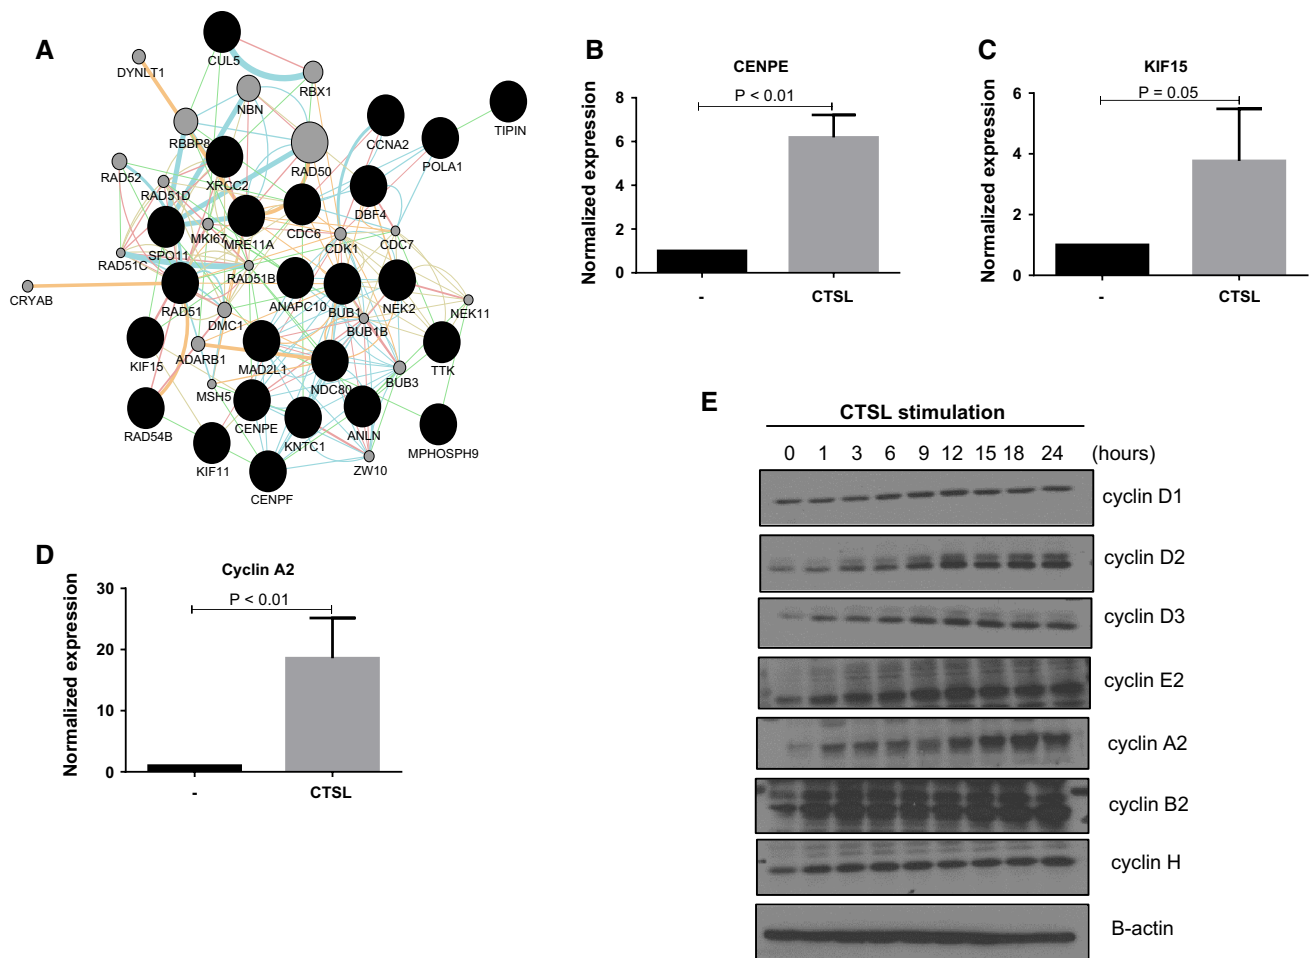 A
CUL5
DYNLT1
RBX1
NBN
RBBP8
RAD50
CCNA2
TIPIN
POLA1
RAD52
XRCC2
RAD51D
DBF4
SPO11
MKI67
MRE11A
CDC6
CDK1
CDC7
RAD51C
RAD51B
CRYAB
RAD51
ANAPC10
BUB1
NEK2
NEK11
DMC1
BUB1B
KIF15
ADARB1
MAD2L1
NDC80
TTK
MSH5
BUB3
RAD54B
CENPE
KNTC1
ANLN
MPHOSPH9
KIF11
ZW10
CENPF
B
CENPE
P < 0.01
Normalized expression
8
6
4
2
0
-
CTSL
C
KIF15
P = 0.05
Normalized expression
6
4
2
0
-
CTSL
D
Cyclin A2
P < 0.01
Normalized expression
30
20
10
0
-
CTSL
E
CTSL stimulation
0 1 3 6 9 12 15 18 24 (hours)
cyclin D1
cyclin D2
cyclin D3
cyclin E2
cyclin A2
cyclin B2
cyclin H
B-actin